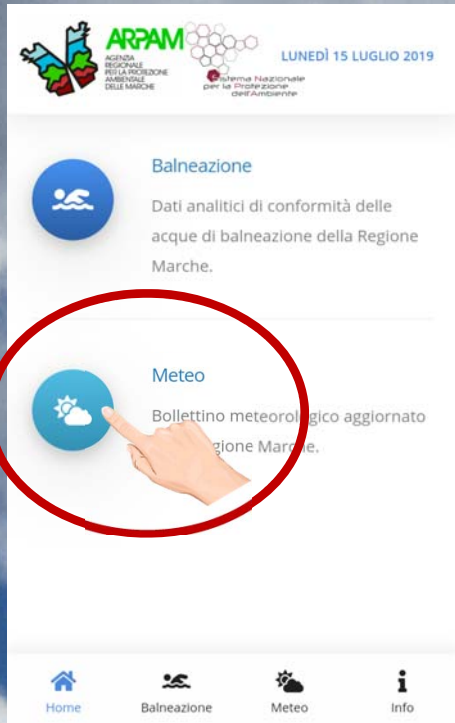 ARPAM
AGENZIA
REGIONALE
PER LA PROTEZIONE
AMBIENTALE
DELLE MARCHE
Sistema Nazionale
per la Protezione
dell'Ambiente
LUNEDÌ 15 LUGLIO 2019
Balneazione
Dati analitici di conformità delle
acque di balneazione della Regione
Marche.
Meteo
Bollettino meteorologico aggiornato
gione Marche.
Home
Balneazione
Meteo
Info